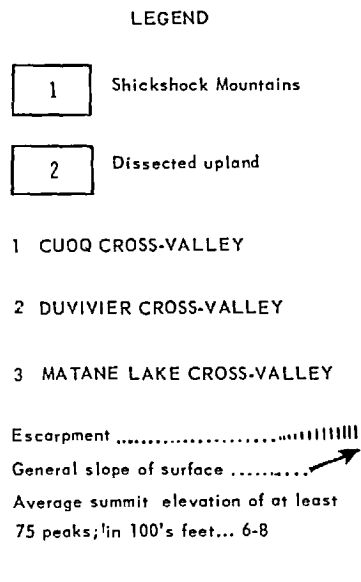 LEGEND
1 Shickshock Mountains
2 Dissected upland
1 CUOQ CROSS-VALLEY
2 DUVIVIER CROSS-VALLEY
3 MATANE LAKE CROSS-VALLEY
Escarpment
General slope of surface
Average summit elevation of at least
75 peaks; in 100's feet... 6-8